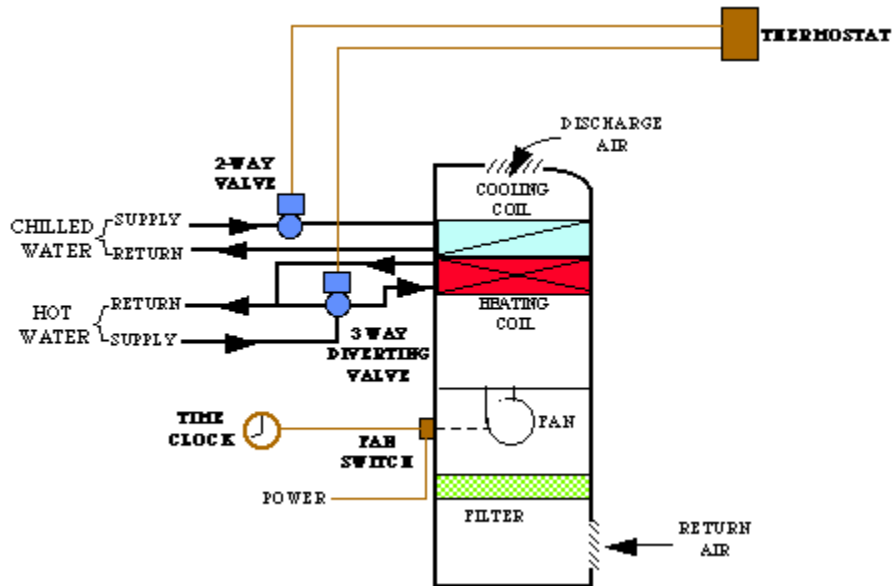 THERMOSTAT
DISCHARGE
AIR
2-WAY
VALVE
COOLING
COIL
CHILLED
WATER
SUPPLY
RETURN
HOT
WATER
RETURN
SUPPLY
HEATING
COIL
3 WAY
DIVERTING
VALVE
TIME
CLOCK
FAN
SWITCH
FAN
POWER
FILTER
RETURN
AIR